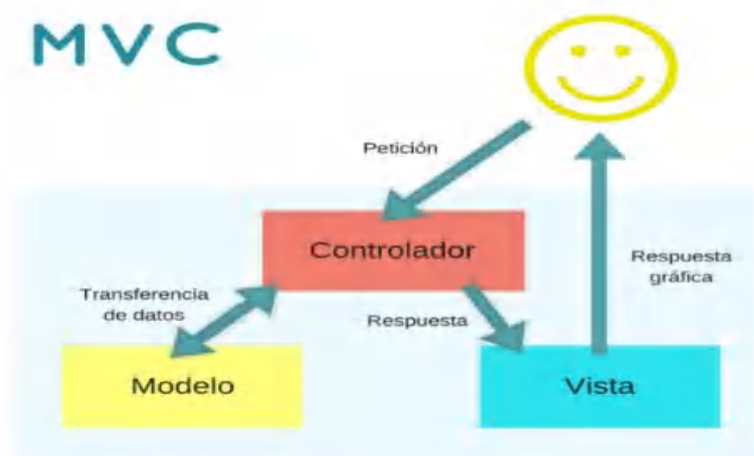 MVC
Petición
Controlador
Respuesta
gráfica
Transferencia
de datos
Respuesta
Modelo
Vista